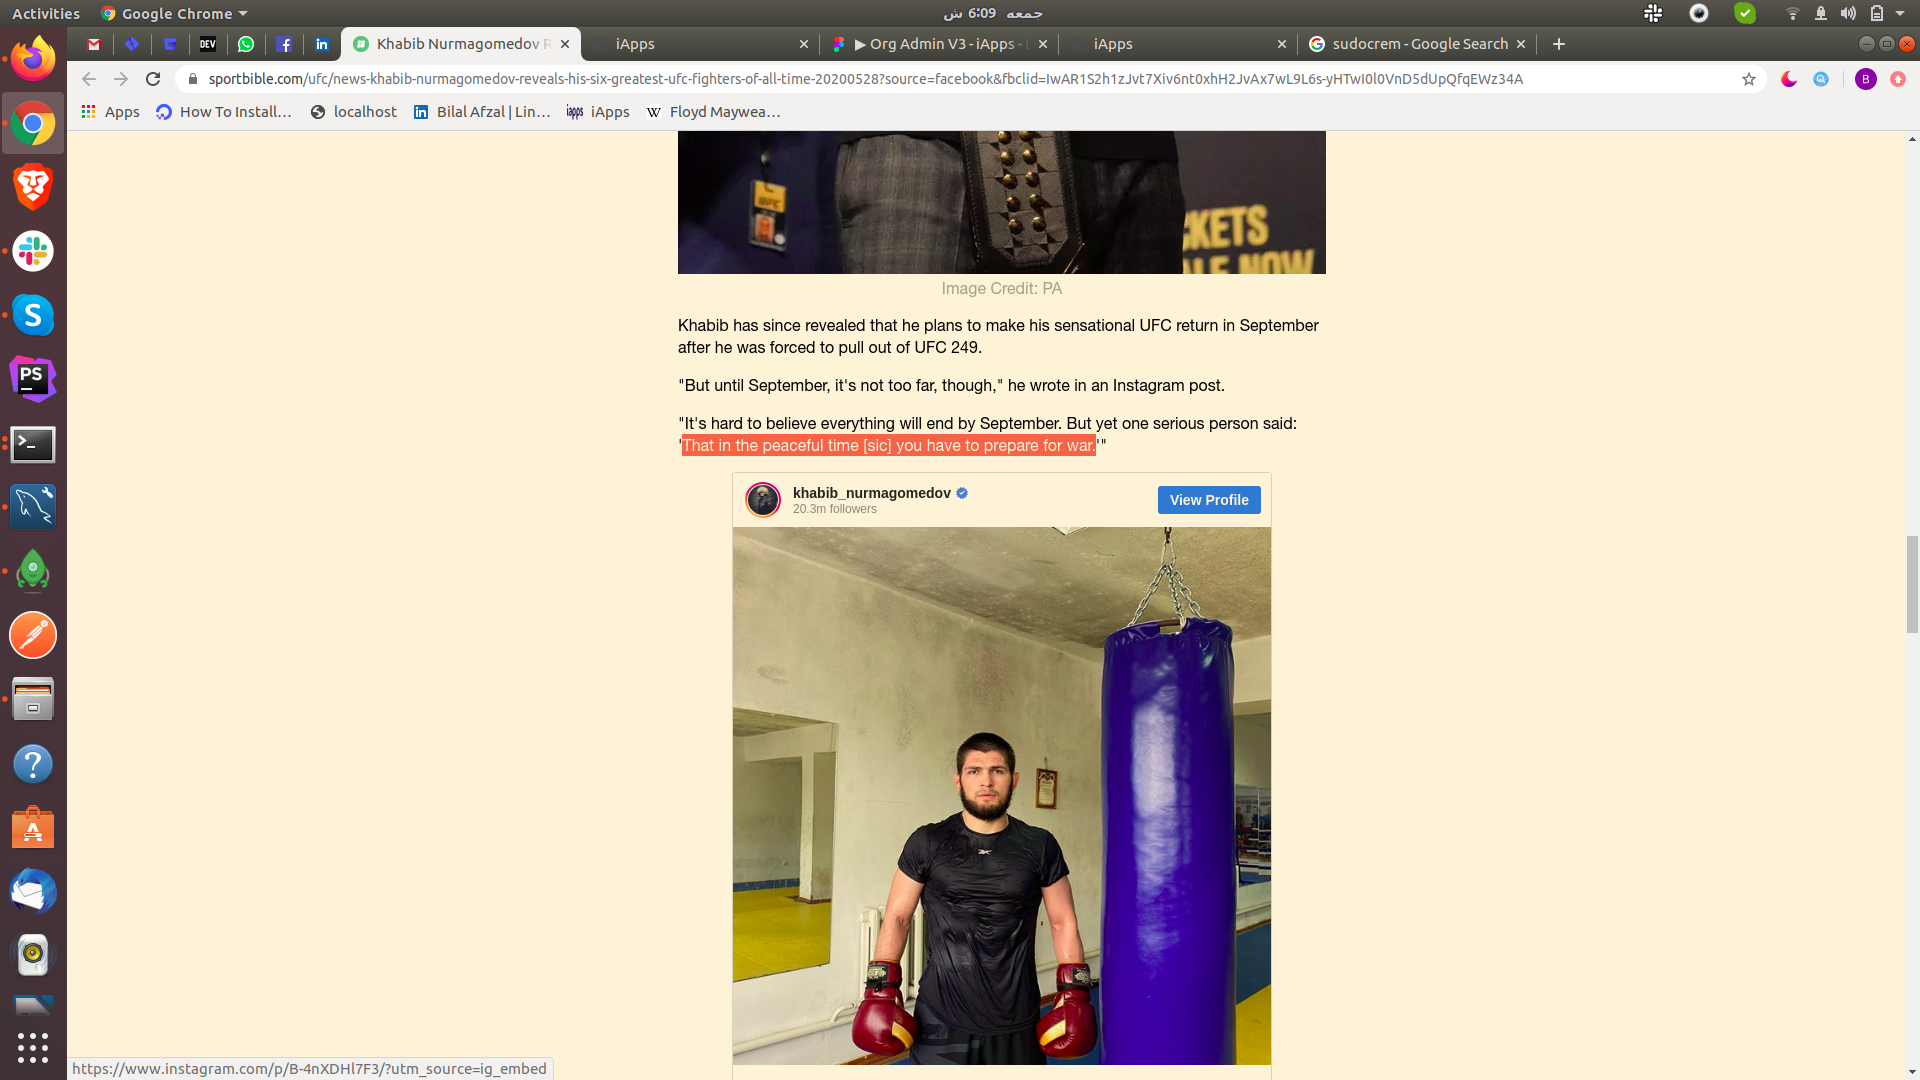 Activities
Google Chrome
جمعه 6:09 ش
DEV
Khabib Nurmagomedov R
iApps
▶ Org Admin V3 - iApps -
iApps
sudocrem - Google Search
sportbible.com/ufc/news-khabib-nurmagomedov-reveals-his-six-greatest-ufc-fighters-of-all-time-20200528?source=facebook&fbclid=IwAR1S2h1zJvt7Xiv6nt0xhH2JvAx7wL9L6s-yHTwI0l0VnD5dUpQfqEWz34A
B
Apps
How To Install...
localhost
Bilal Afzal | Lin...
iApps
Floyd Maywea...
UFC
CKETS
ALE NOW
Image Credit: PA
Khabib has since revealed that he plans to make his sensational UFC return in September
after he was forced to pull out of UFC 249.
"But until September, it's not too far, though," he wrote in an Instagram post.
"It's hard to believe everything will end by September. But yet one serious person said:
'That in the peaceful time [sic] you have to prepare for war.'"
khabib_nurmagomedov
20.3m followers
View Profile
PS
https://www.instagram.com/p/B-4nXDHl7F3/?utm_source=ig_embed